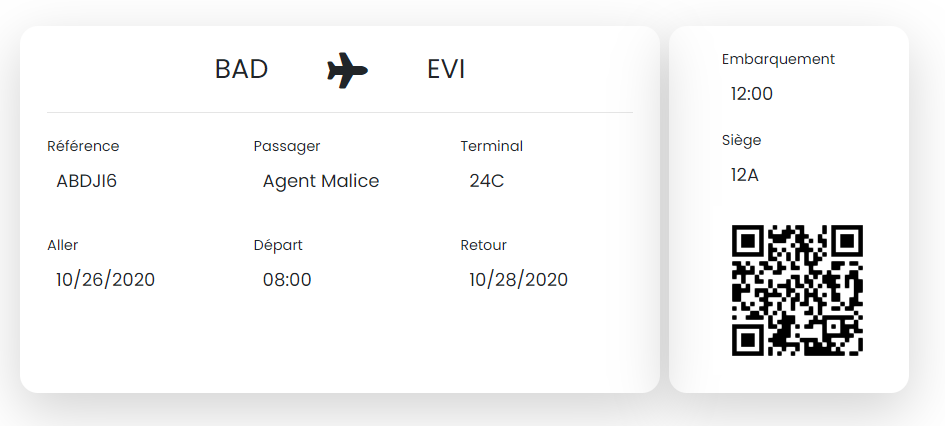 BAD EVI
Référence Passager Terminal
ABDJI6 Agent Malice 24C
Aller Départ Retour
10/26/2020 08:00 10/28/2020
Embarquement
12:00
Siège
12A